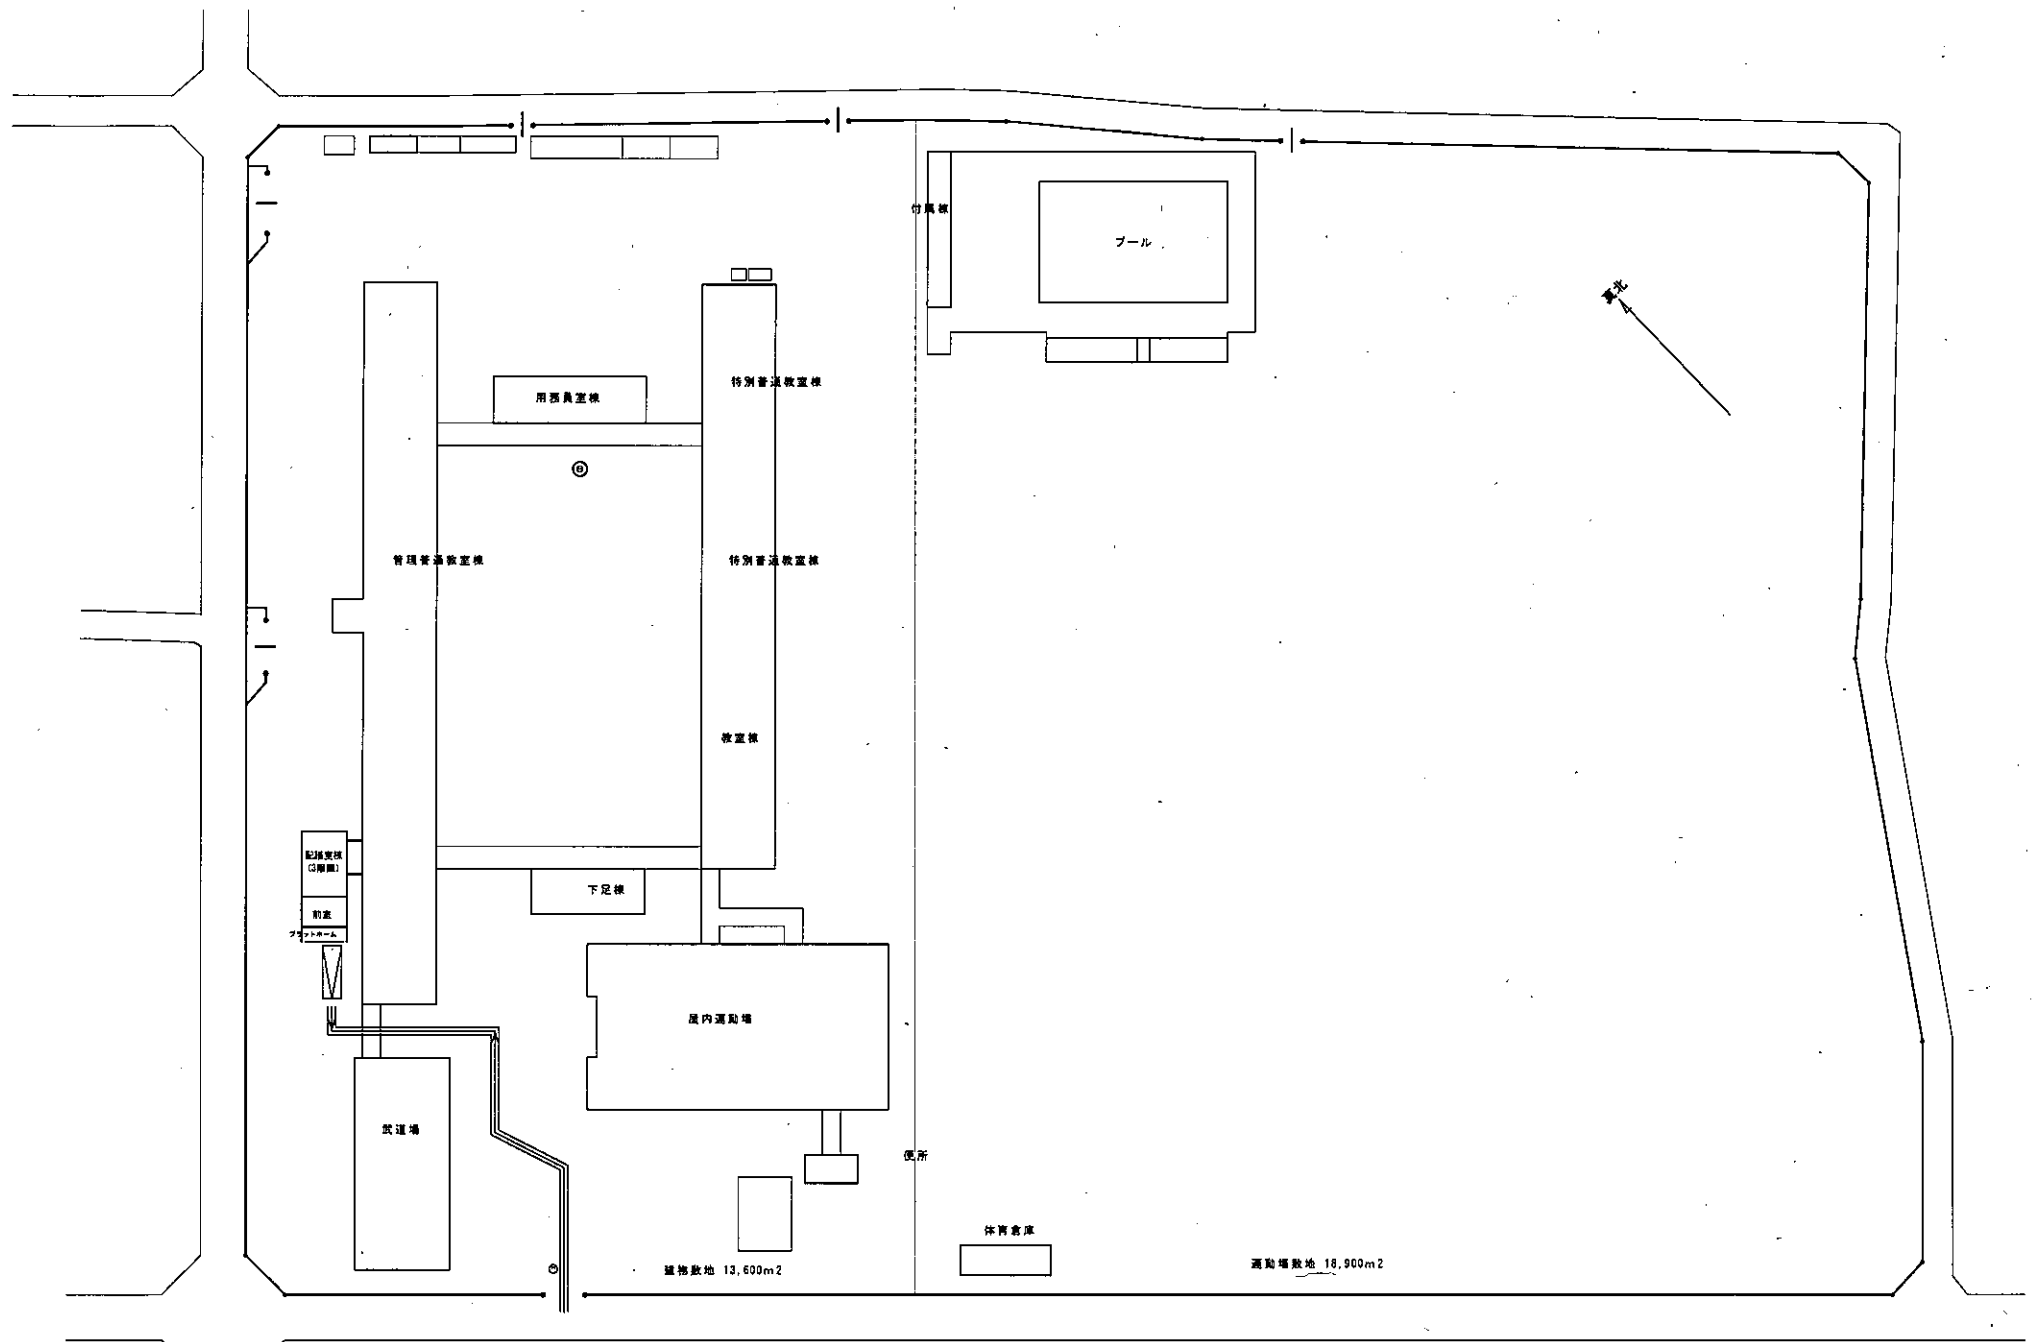 付属棟
プール
真北
特別普通教室棟
用務員室棟
管理普通教室棟
特別普通教室棟
教室棟
配膳室棟
(3階建)
下足棟
前室
プラットホーム
屋内運動場
武道場
便所
体育倉庫
建物敷地 13,600m2
運動場敷地 18,900m2